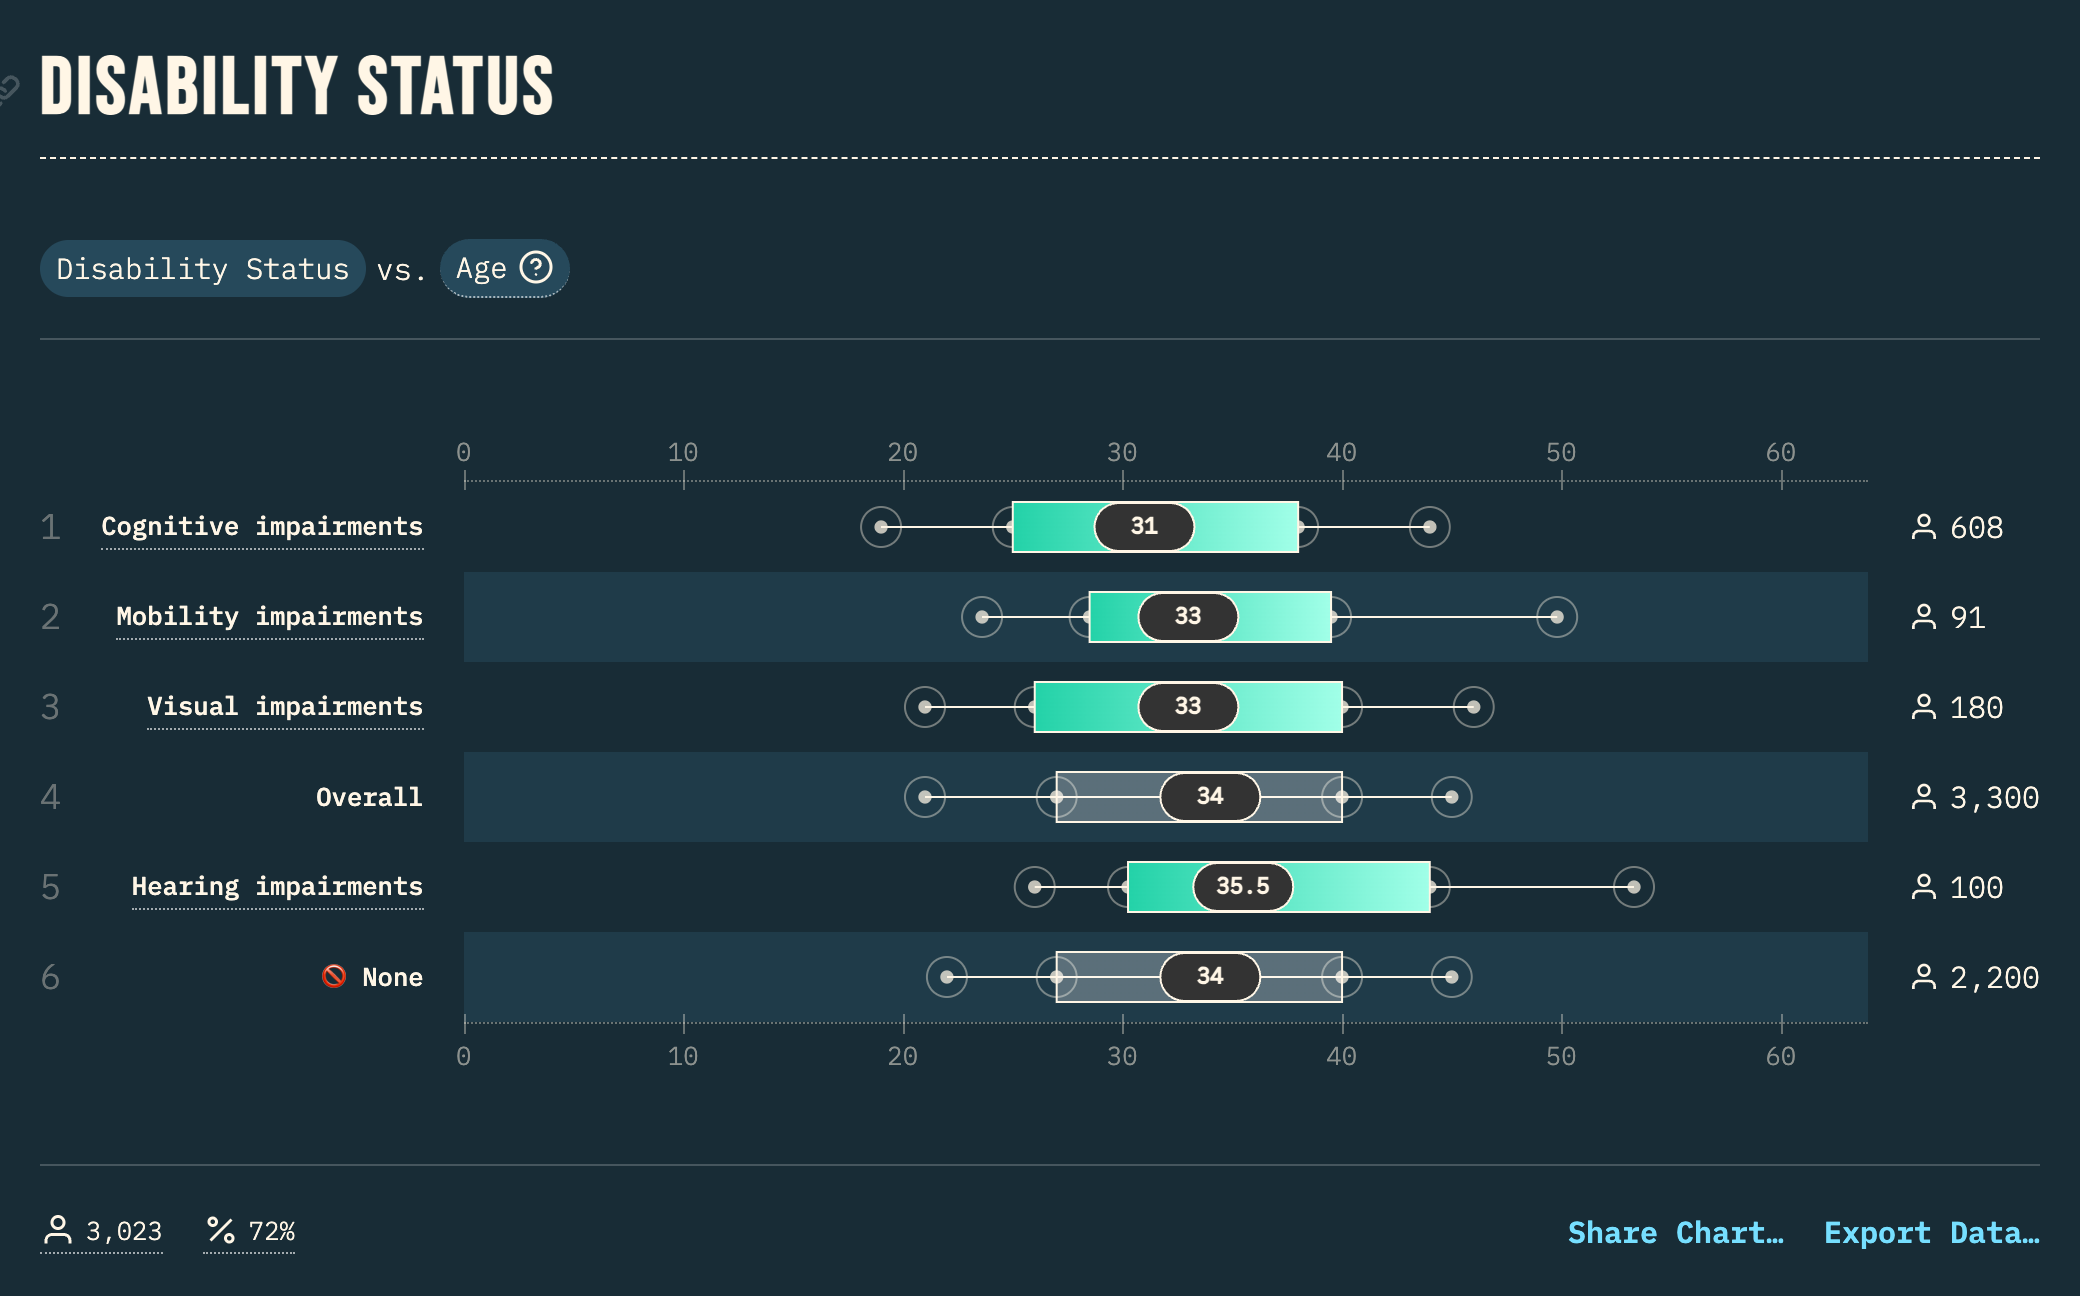 DISABILITY STATUS
Disability Status vs. Age ?
0 10 20 30 40 50 60
1 Cognitive impairments 31 608
2 Mobility impairments 33 91
3 Visual impairments 33 180
4 Overall 34 3,300
5 Hearing impairments 35.5 100
6 🚫 None 34 2,200
0 10 20 30 40 50 60
3,023 % 72% Share Chart… Export Data…